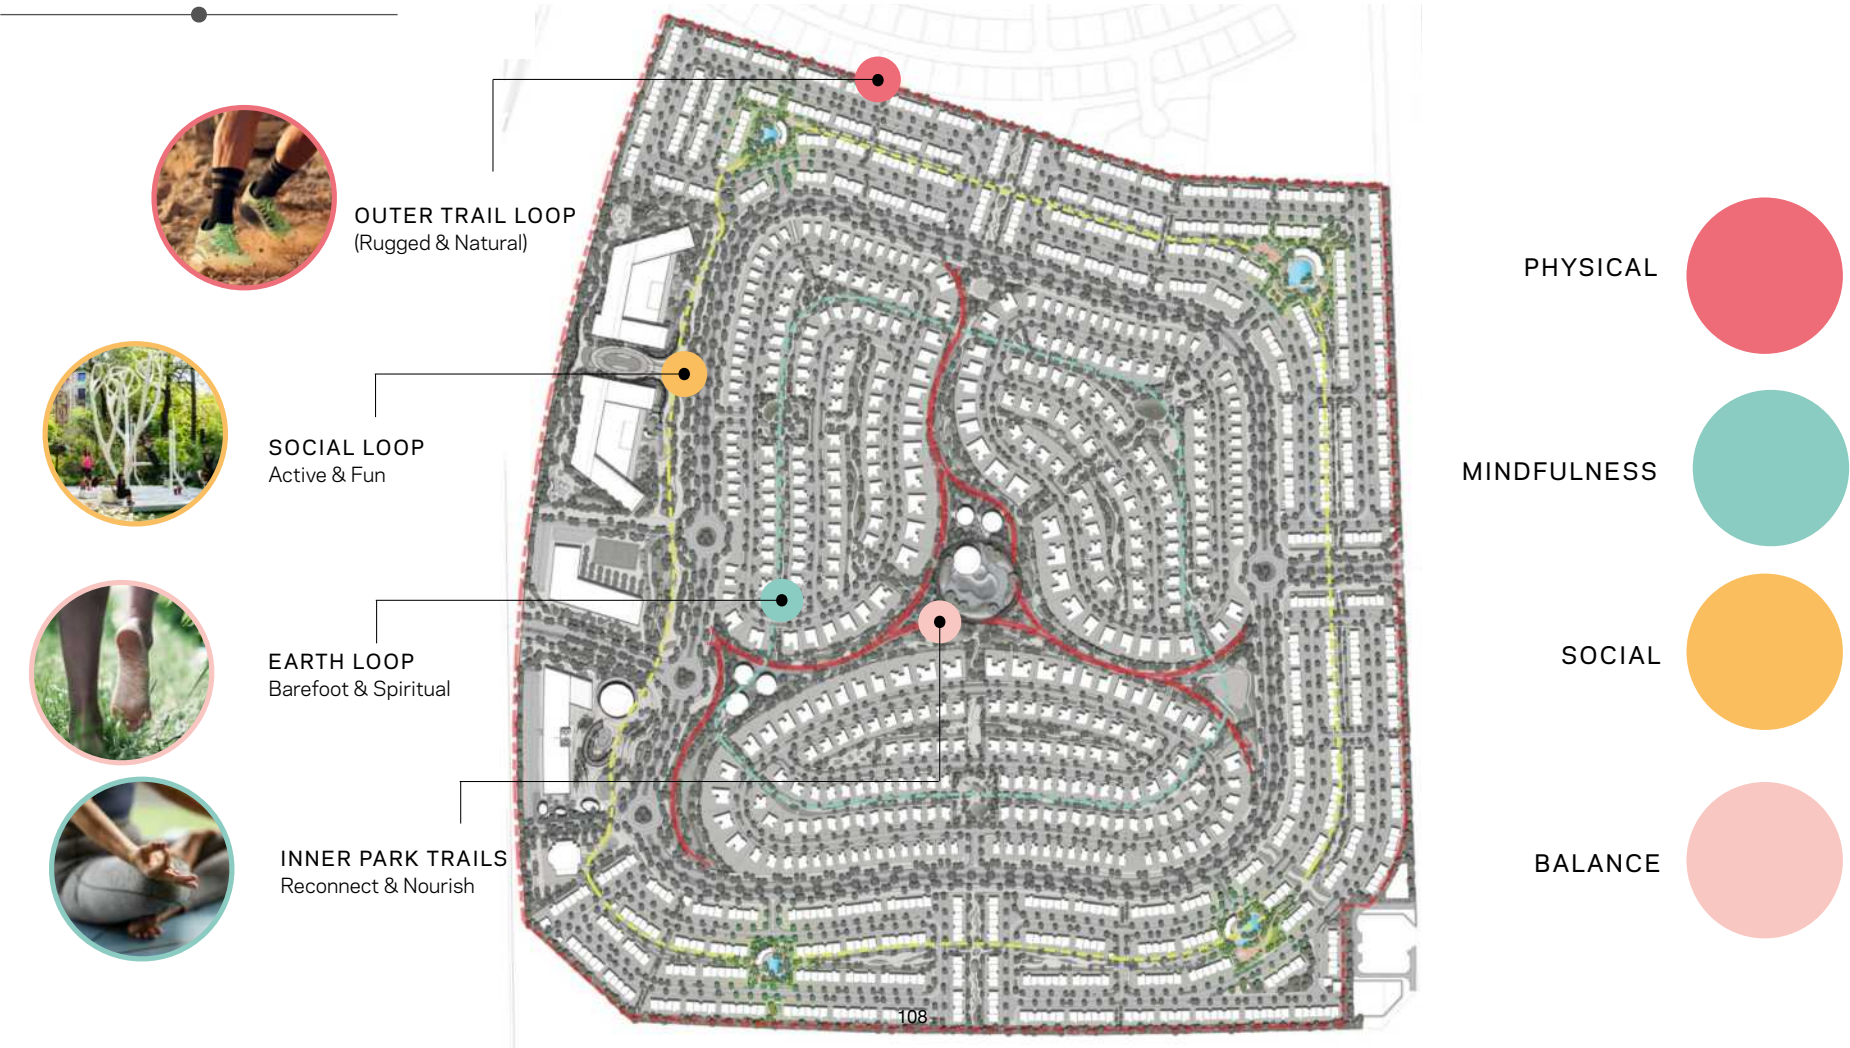 OUTER TRAIL LOOP
(Rugged & Natural)
SOCIAL LOOP
Active & Fun
EARTH LOOP
Barefoot & Spiritual
INNER PARK TRAILS
Reconnect & Nourish
PHYSICAL
MINDFULNESS
SOCIAL
BALANCE
108